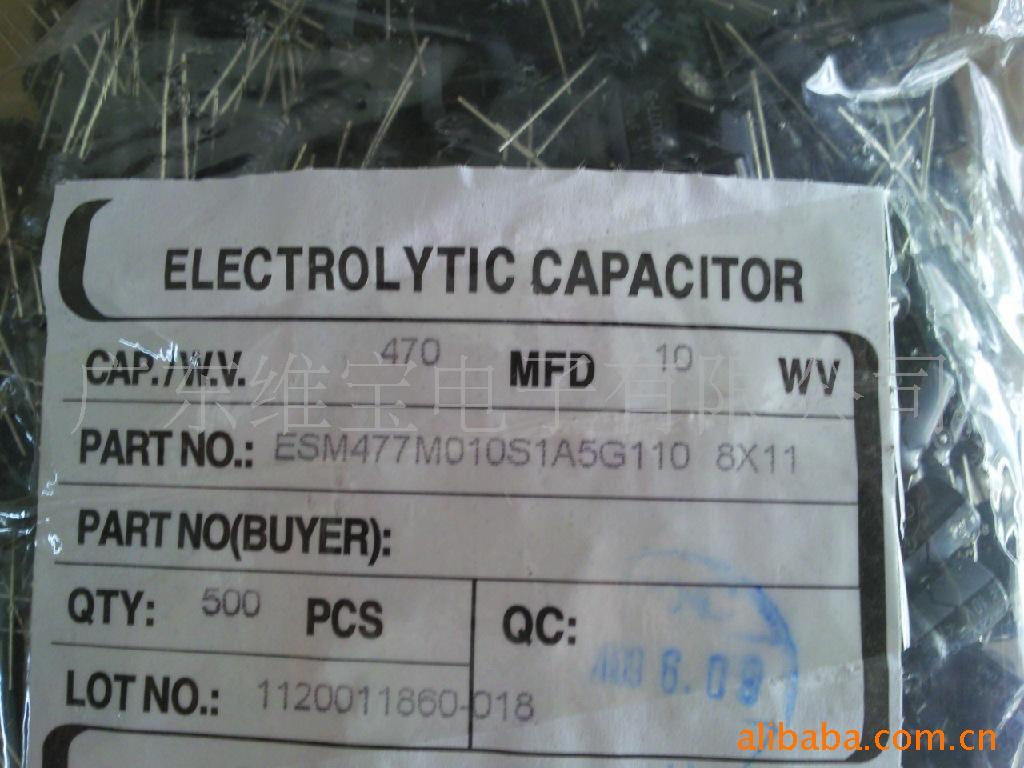 ELECTROLYTIC CAPACITOR
CAP./W.V. 470 MFD 10 WV
广东维宝电子有限公司
PART NO.: ESM477M010S1A5G110 8X11
PART NO(BUYER):
QTY: 500 PCS QC:
6.09
LOT NO.: 1120011860-018
alibaba.com.cn